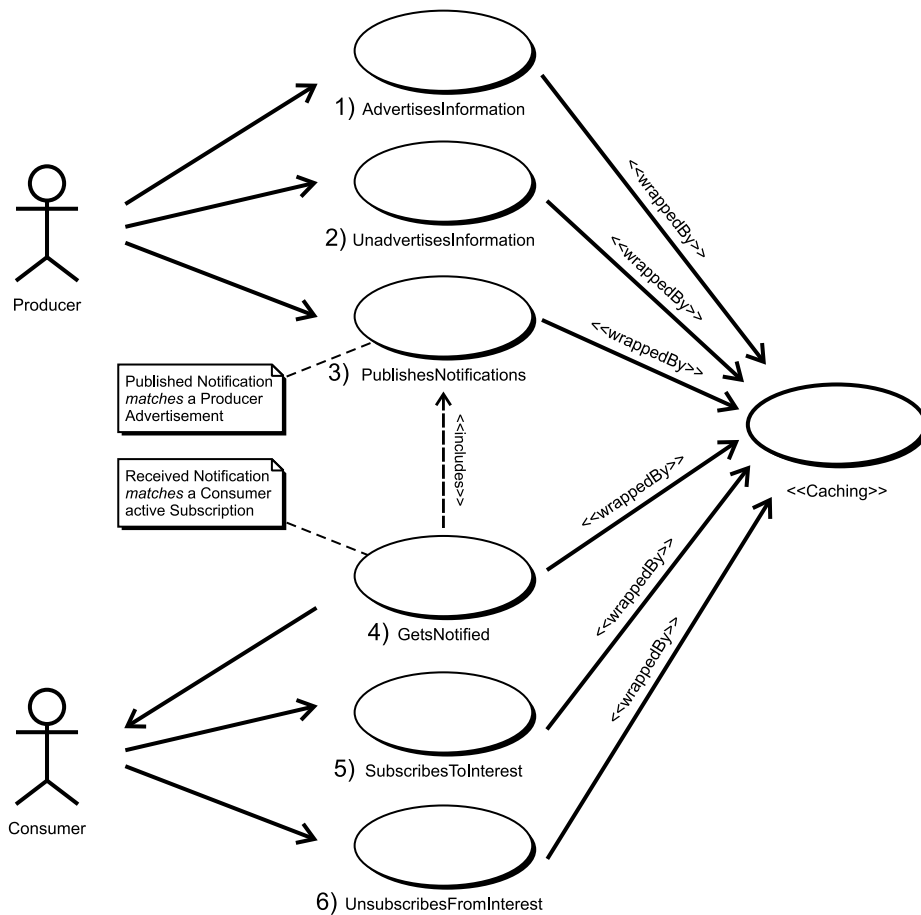 1) AdvertisesInformation
<<wrappedBy>>
2) UnadvertisesInformation
<<wrappedBy>>
Producer
3) PublishesNotifications
<<wrappedBy>>
Published Notification
matches a Producer
Advertisement
<<includes>>
Received Notification
matches a Consumer
active Subscription
<<wrappedBy>>
<<Caching>>
4) GetsNotified
<<wrappedBy>>
<<wrappedBy>>
5) SubscribesToInterest
Consumer
6) UnsubscribesFromInterest